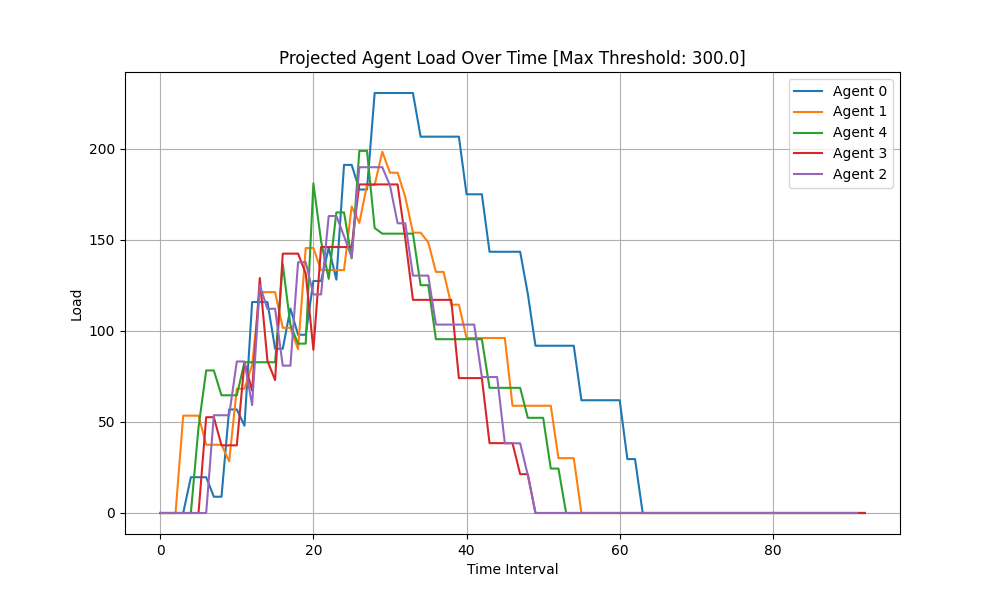 Projected Agent Load Over Time [Max Threshold: 300.0]
Agent 0
Agent 1
Agent 4
Agent 3
Agent 2
Load
200
150
100
50
0
0 20 40 60 80
Time Interval